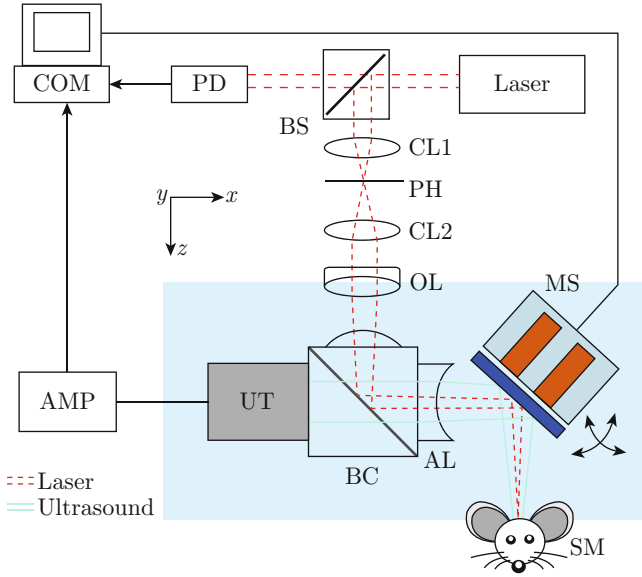 COM
PD
Laser
BS
CL1
PH
CL2
y
x
z
OL
MS
AMP
UT
BC
AL
Laser
Ultrasound
SM